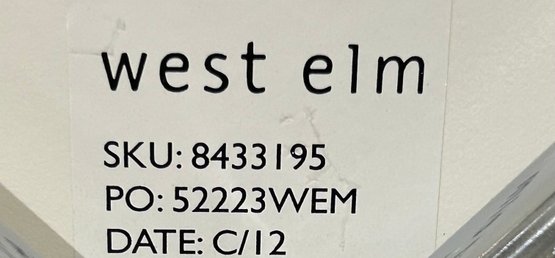 west elm
SKU: 8433195
PO: 52223WEM
DATE: C/12